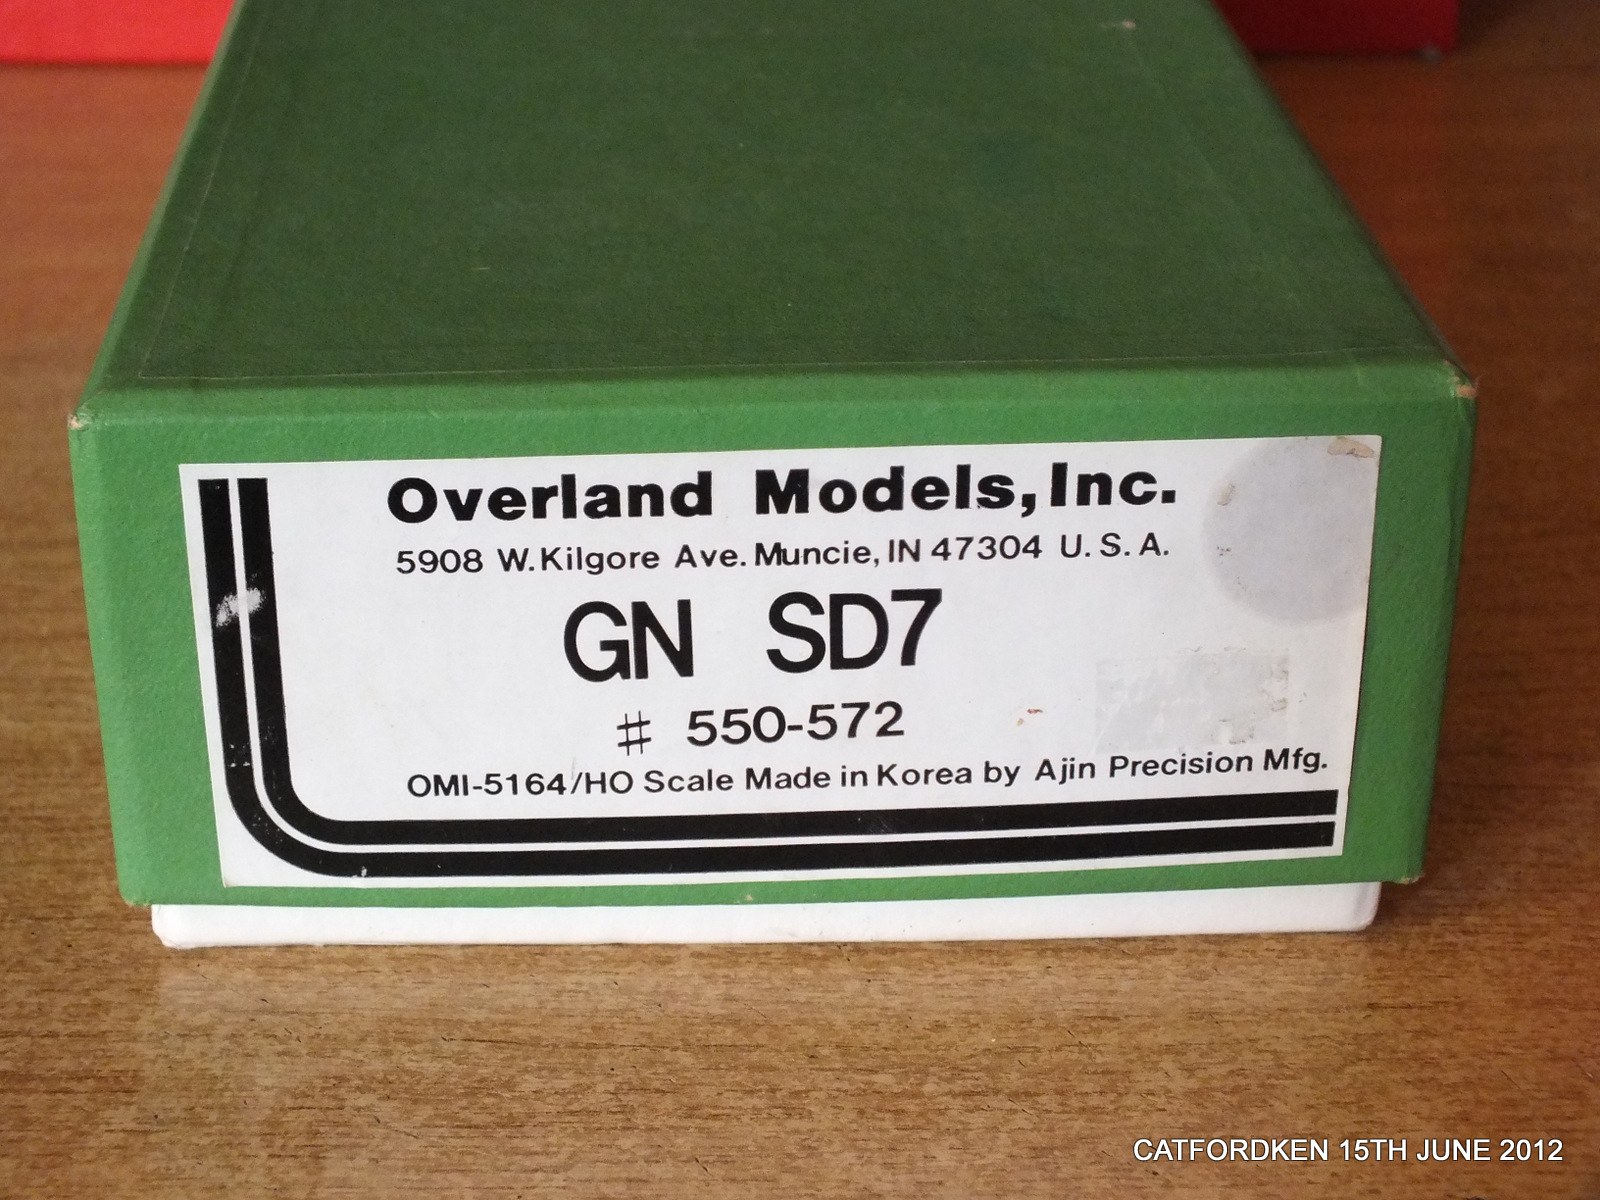 Overland Models, Inc.
5908 W. Kilgore Ave. Muncie, IN 47304 U. S. A.
GN SD7
# 550-572
OMI-5164/HO Scale Made in Korea by Ajin Precision Mfg.
CATFORDKEN 15TH JUNE 2012